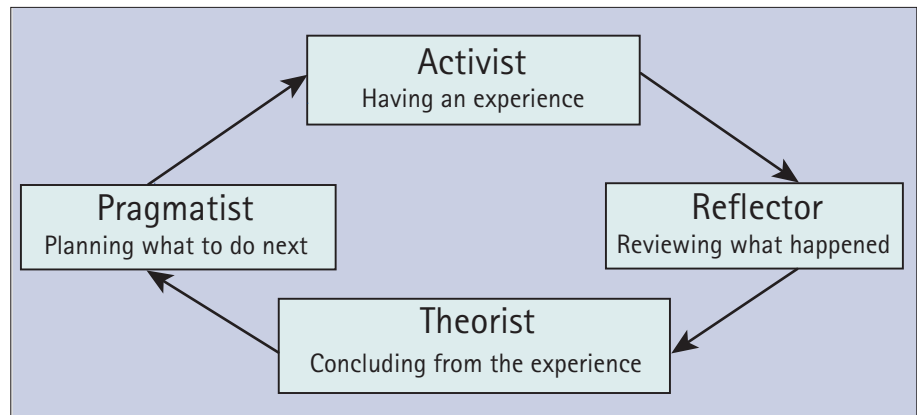 Activist
Having an experience
Pragmatist
Planning what to do next
Reflector
Reviewing what happened
Theorist
Concluding from the experience